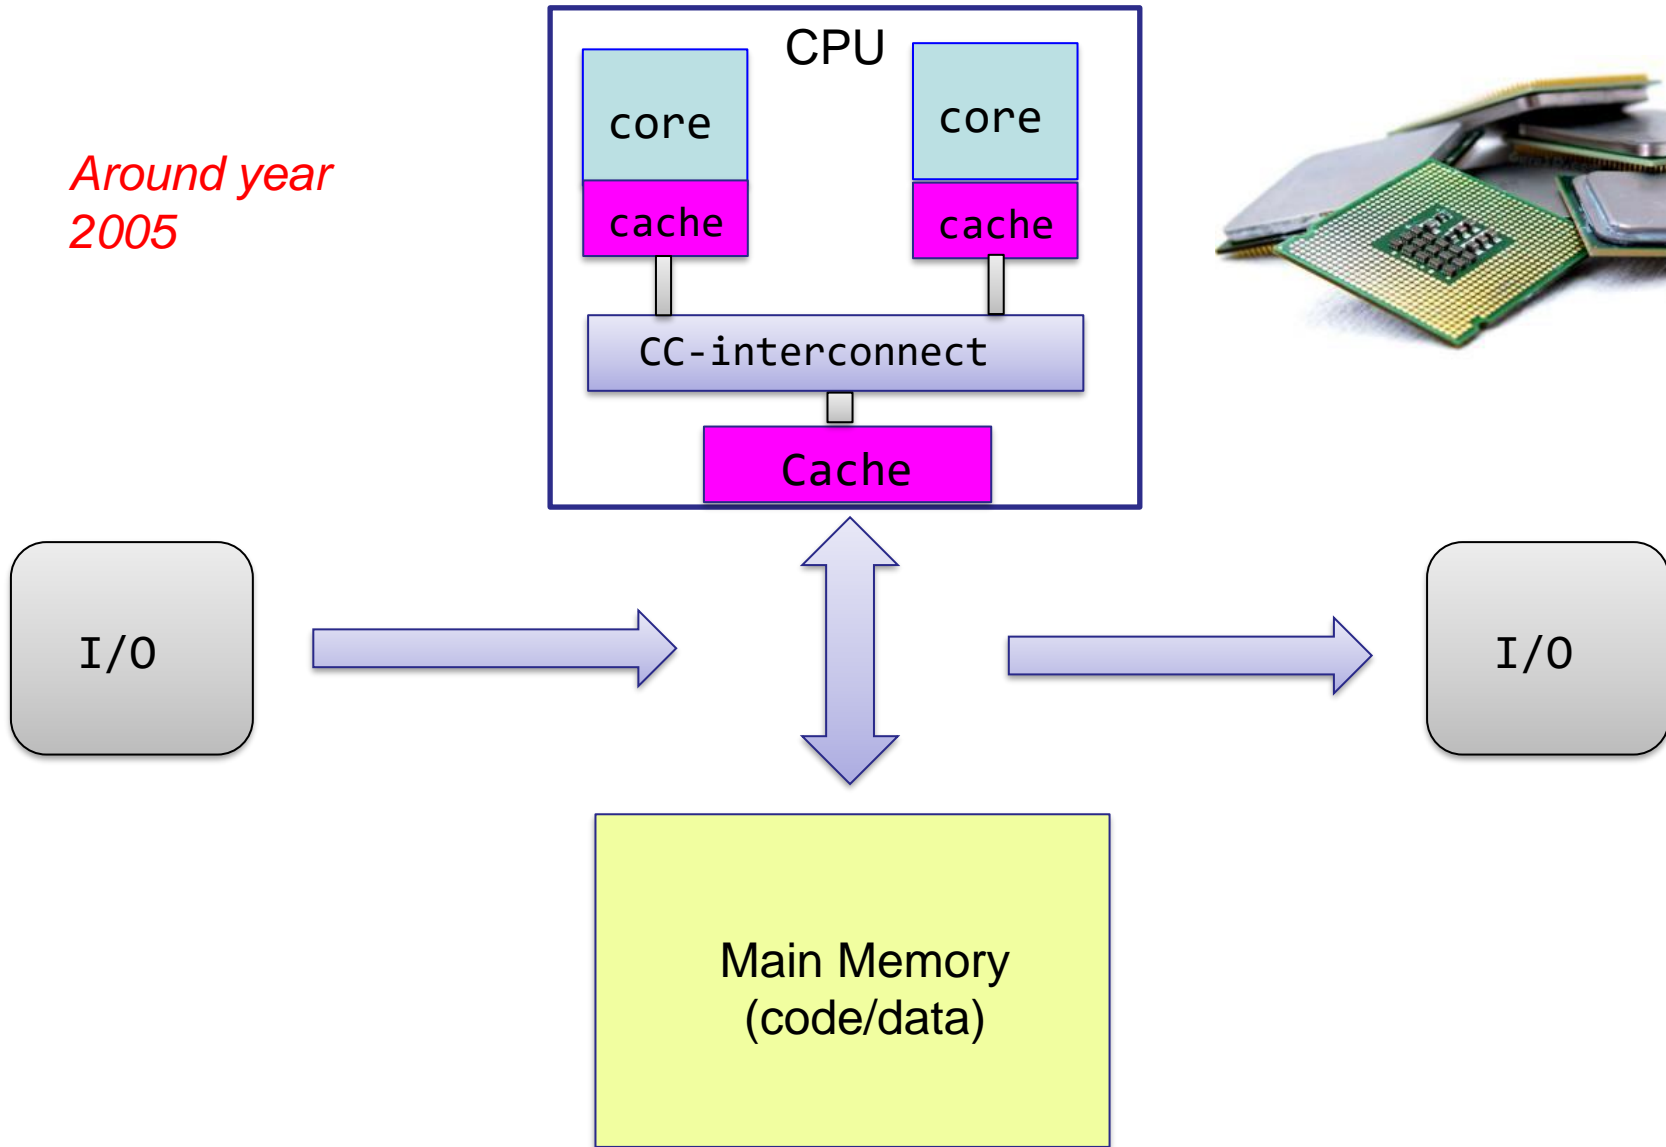 CPU
core
core
Around year
2005
cache
cache
CC-interconnect
Cache
I/O
I/O
Main Memory
(code/data)